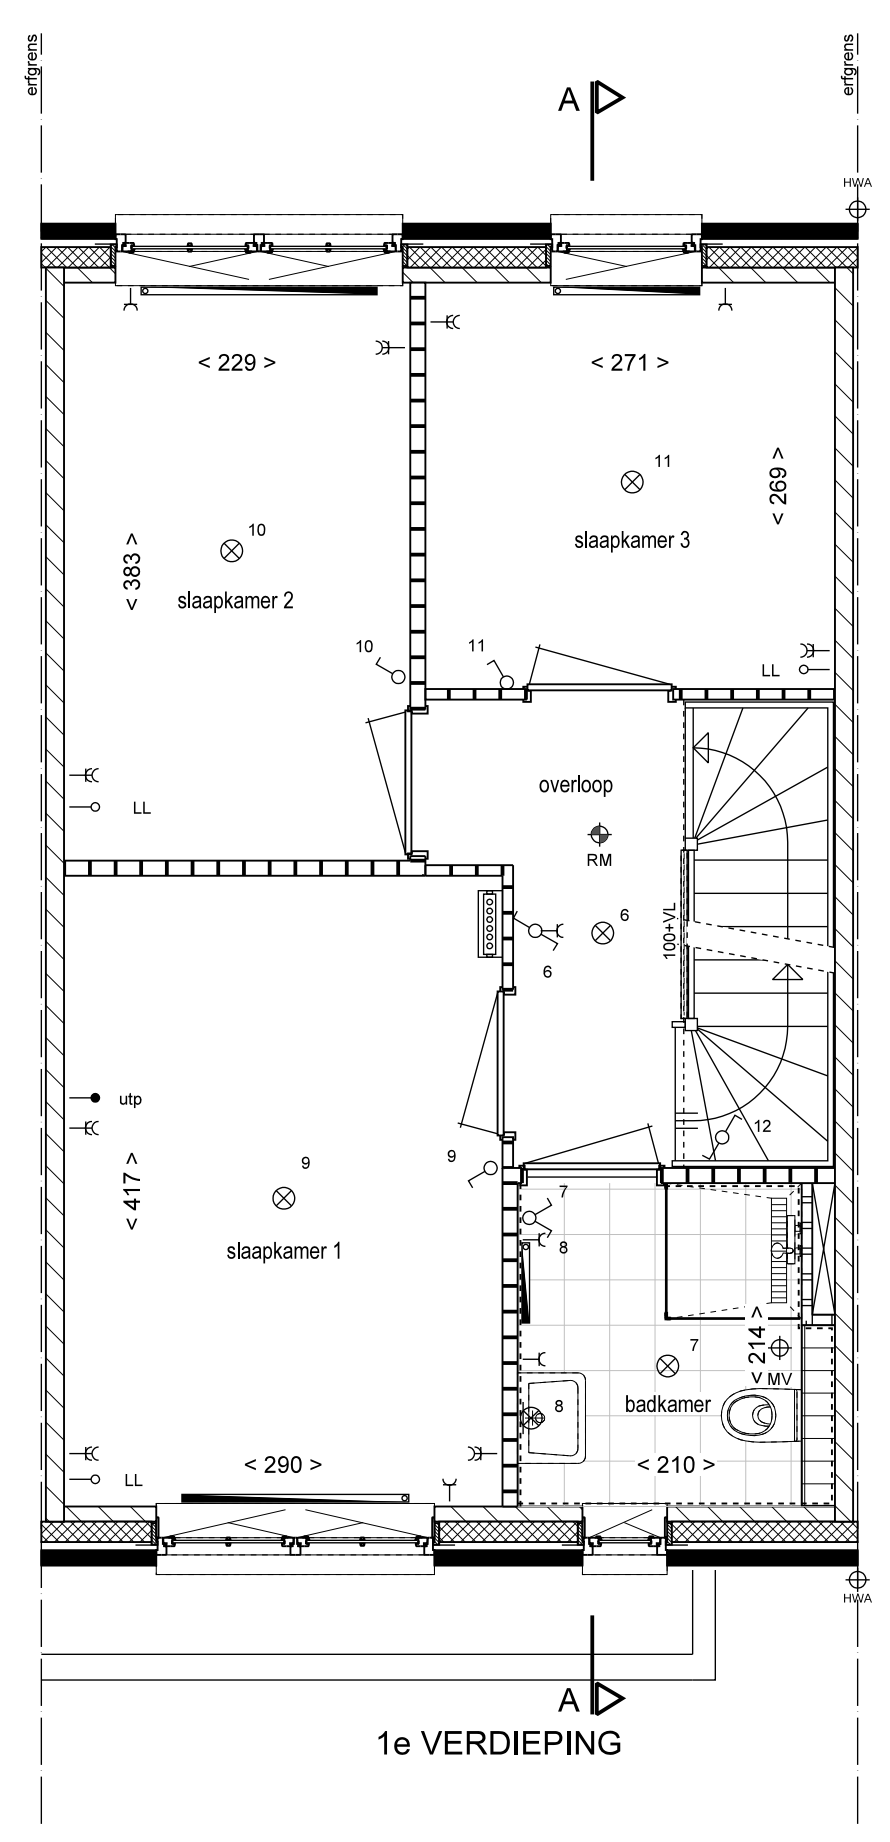 erfgrens
erfgrens
A
HWA
< 229 >
< 271 >
11
< 269 >
10
slaapkamer 3
< 383 >
slaapkamer 2
10
11
LL
overloop
LL
RM
6
100+VL
6
utp
12
9
9
< 417 >
7
slaapkamer 1
8
< 214 >
7
MV
8
badkamer
< 290 >
< 210 >
LL
HWA
A
1e VERDIEPING